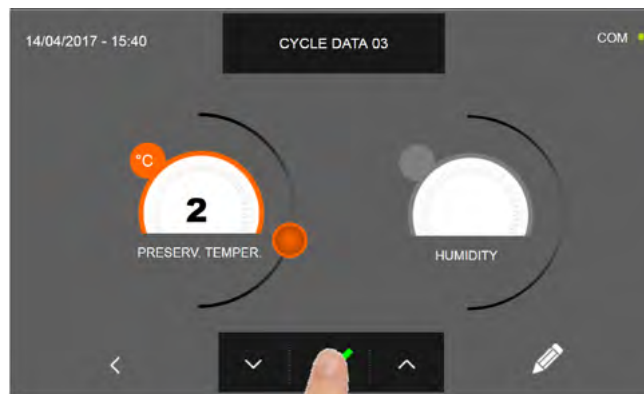 14/04/2017 - 15:40
CYCLE DATA 03
COM
°C
2
PRESERV. TEMPER.
HUMIDITY